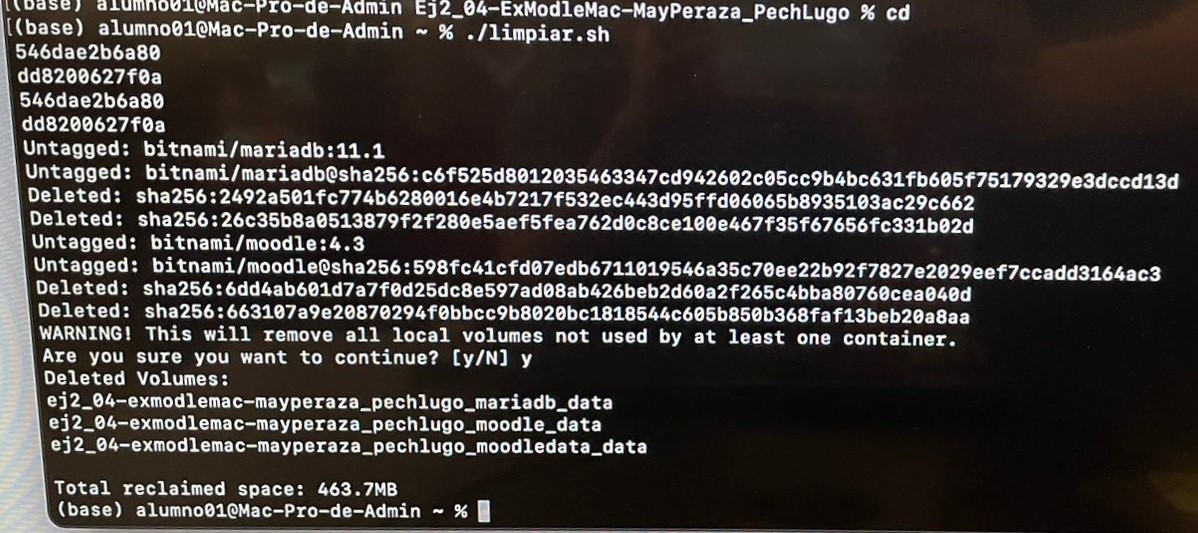 (base) alumno01@Mac-Pro-de-Admin Ej2_04-ExModleMac-MayPeraza_PechLugo % cd
[(base) alumno01@Mac-Pro-de-Admin ~ % ./limpiar.sh
546dae2b6a80
dd8200627f0a
546dae2b6a80
dd8200627f0a
Untagged: bitnami/mariadb:11.1
Untagged: bitnami/mariadb@sha256:c6f525d8012035463347cd942602c05cc9b4bc631fb605f75179329e3dccd13d
Deleted: sha256:2492a501fc774b6280016e4b7217f532ec443d95ffd06065b8935103ac29c662
Deleted: sha256:26c35b8a0513879f2f280e5aef5fea762d0c8ce100e467f35f67656fc331b02d
Untagged: bitnami/moodle:4.3
Untagged: bitnami/moodle@sha256:598fc41cfd07edb6711019546a35c70ee22b92f7827e2029eef7ccadd3164ac3
Deleted: sha256:6dd4ab601d7a7f0d25dc8e597ad08ab426beb2d60a2f265c4bba80760cea040d
Deleted: sha256:663107a9e20870294f0bbcc9b8020bc1818544c605b850b368faf13beb20a8aa
WARNING! This will remove all local volumes not used by at least one container.
Are you sure you want to continue? [y/N] y
Deleted Volumes:
ej2_04-exmodlemac-mayperaza_pechlugo_mariadb_data
ej2_04-exmodlemac-mayperaza_pechlugo_moodle_data
ej2_04-exmodlemac-mayperaza_pechlugo_moodledata_data
Total reclaimed space: 463.7MB
(base) alumno01@Mac-Pro-de-Admin ~ %